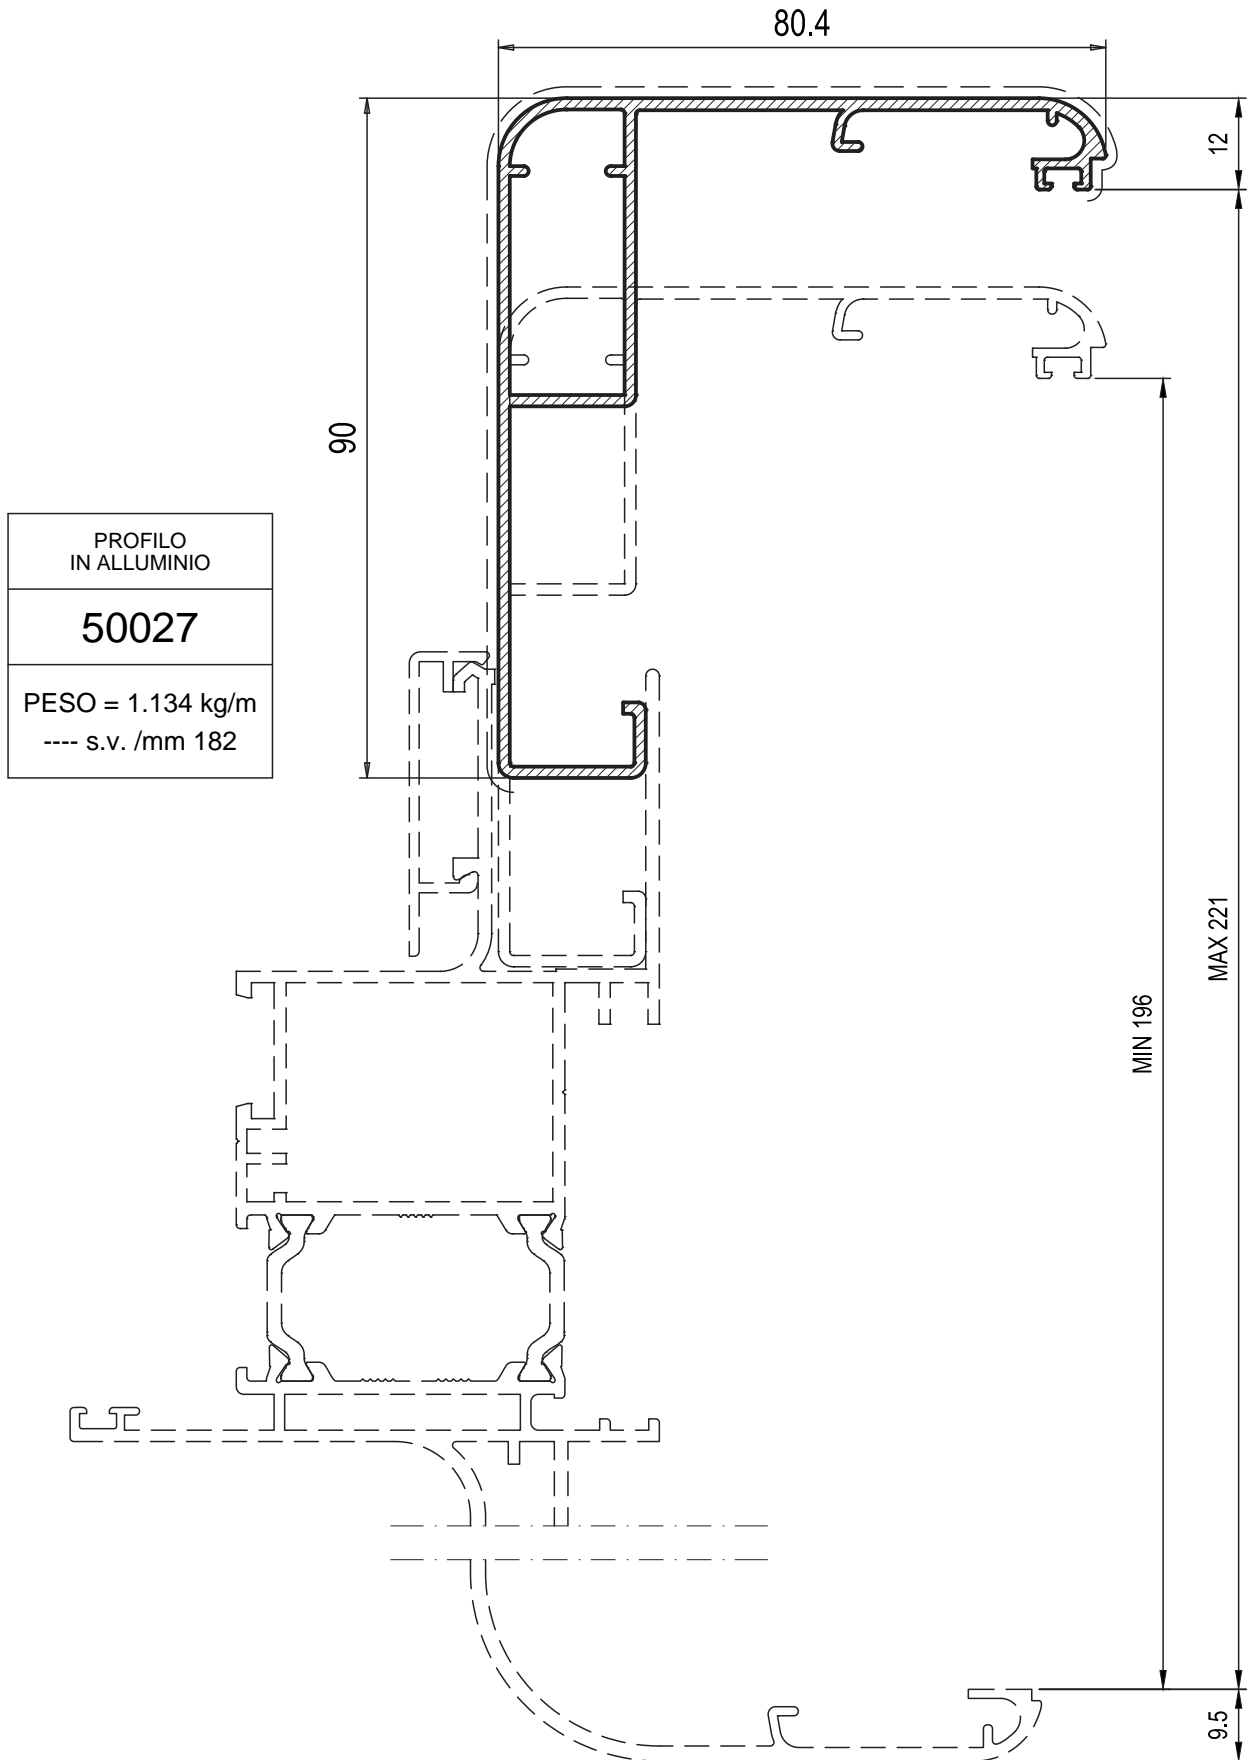 80.4
12
90
PROFILO
IN ALLUMINIO
50027
PESO = 1.134 kg/m
---- s.v. /mm 182
MAX 221
MIN 196
9.5